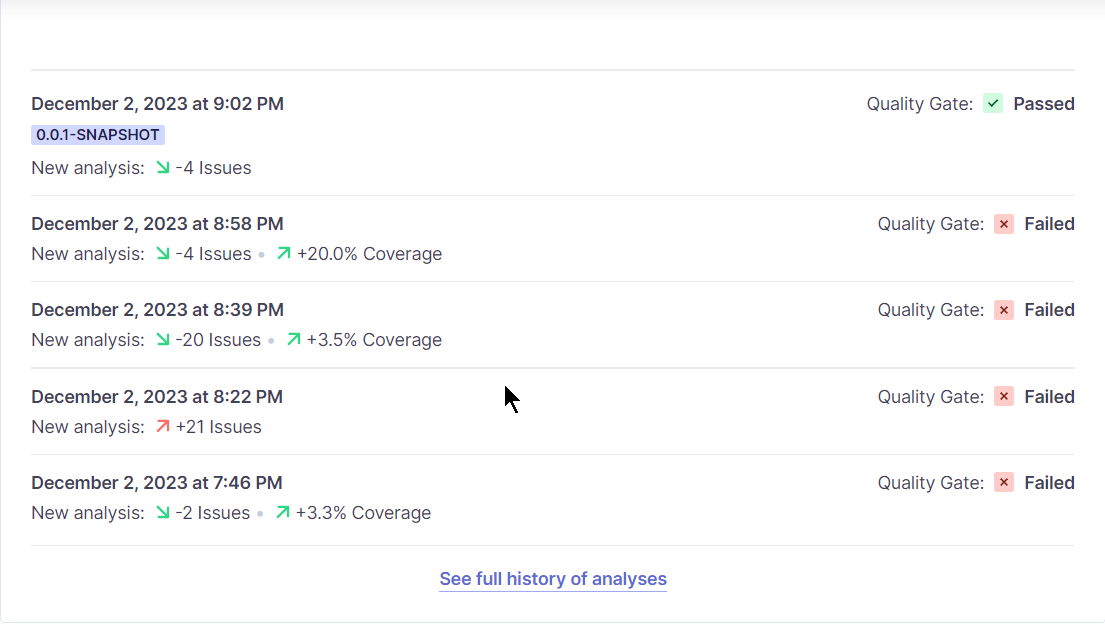 December 2, 2023 at 9:02 PM Quality Gate: Passed
0.0.1-SNAPSHOT
New analysis: -4 Issues
December 2, 2023 at 8:58 PM Quality Gate: Failed
New analysis: -4 Issues • +20.0% Coverage
December 2, 2023 at 8:39 PM Quality Gate: Failed
New analysis: -20 Issues • +3.5% Coverage
December 2, 2023 at 8:22 PM Quality Gate: Failed
New analysis: +21 Issues
December 2, 2023 at 7:46 PM Quality Gate: Failed
New analysis: -2 Issues • +3.3% Coverage
See full history of analyses